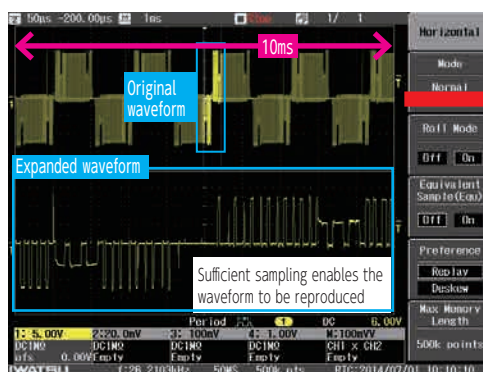 50ms -200.00µs 1ms Stop 1/ 1
10ms
Original
waveform
Expanded waveform
Sufficient sampling enables the
waveform to be reproduced
Period 1 DC 6.00V
1: 5.00V 2:20.0mV 3: 100mV 4: 1.00V M:100mVV
DC1MΩ DC1MΩ DC1MΩ DC1MΩ CH1 x CH2
ofs 0.00V Empty Empty Empty Empty
IWATSU 50MS 500k pts RTC:2014/07/01 10:10:10
Horizontal
Mode
Normal
Roll Mode
Off On
Equivalent
Sample(Equ)
Off On
Preference
Replay
Deskew
Max Memory
Length
500k points